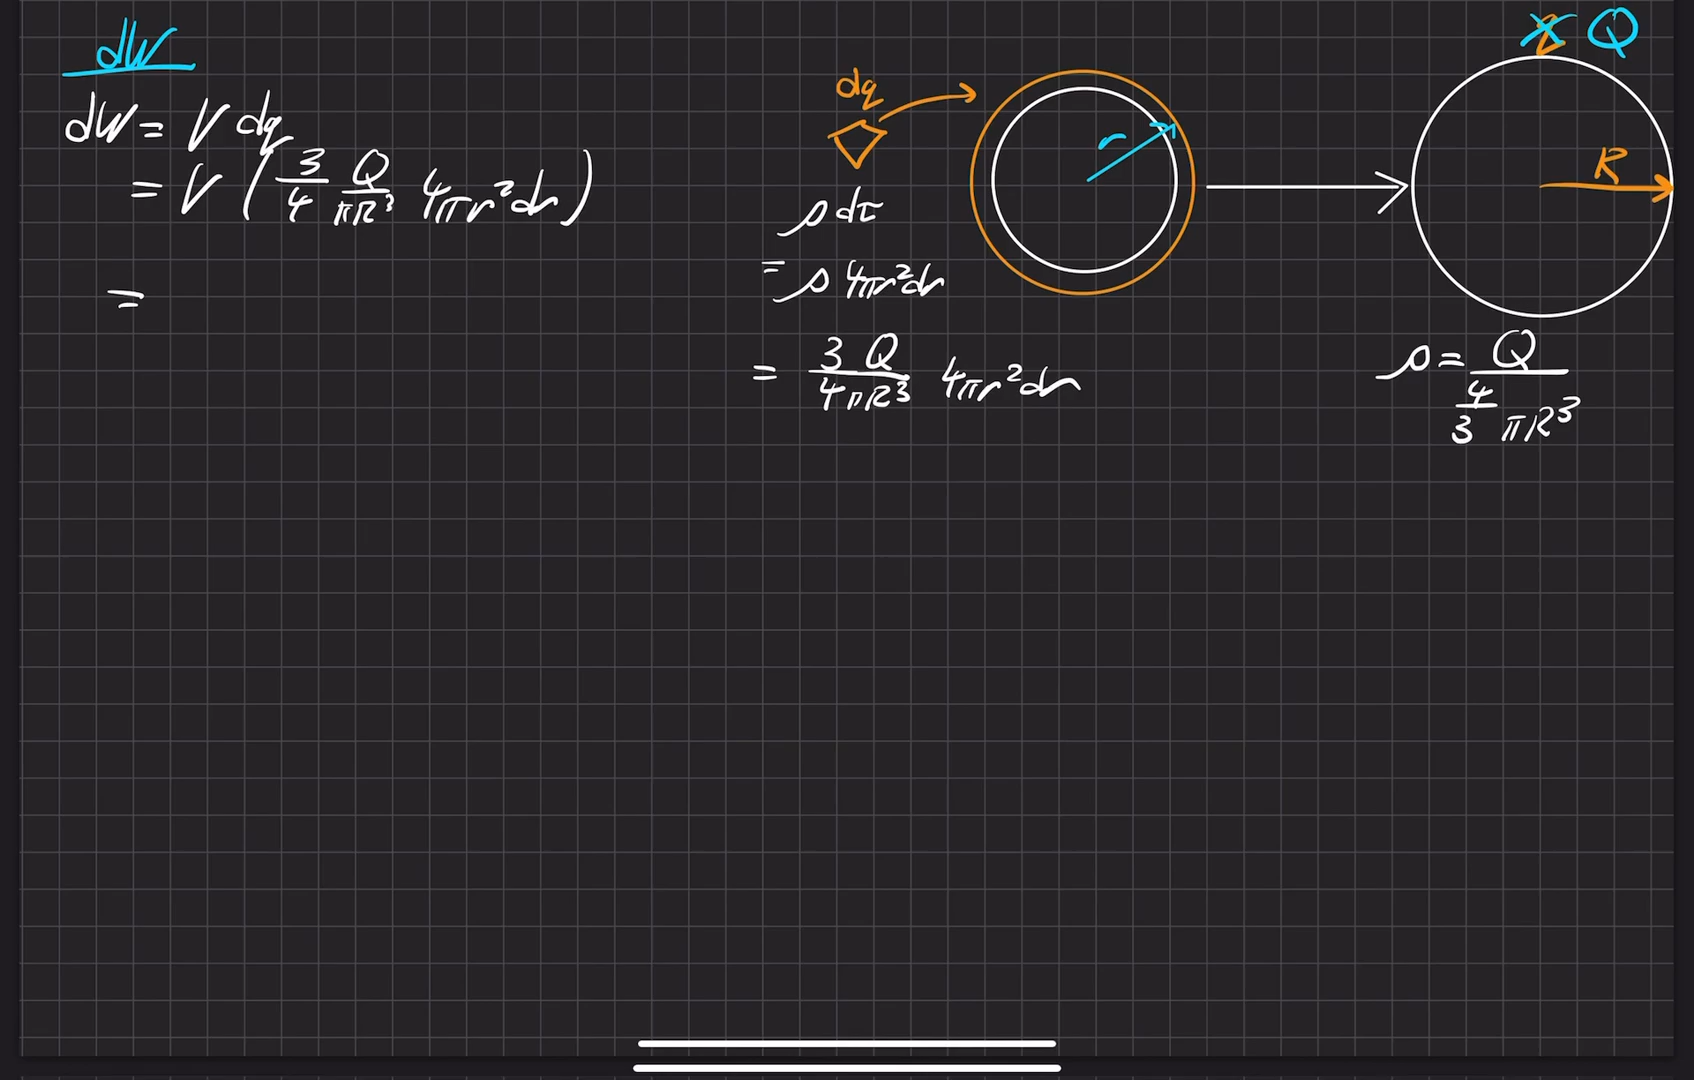 dW
dW = V dq
= V ( 3/4 Q/πR³ 4πr²dr )
=
dq
r
ρ dτ
= ρ 4πr²dr
= 3Q/4πR³ 4πr²dr
Q
R
ρ = Q / 4/3 πR³